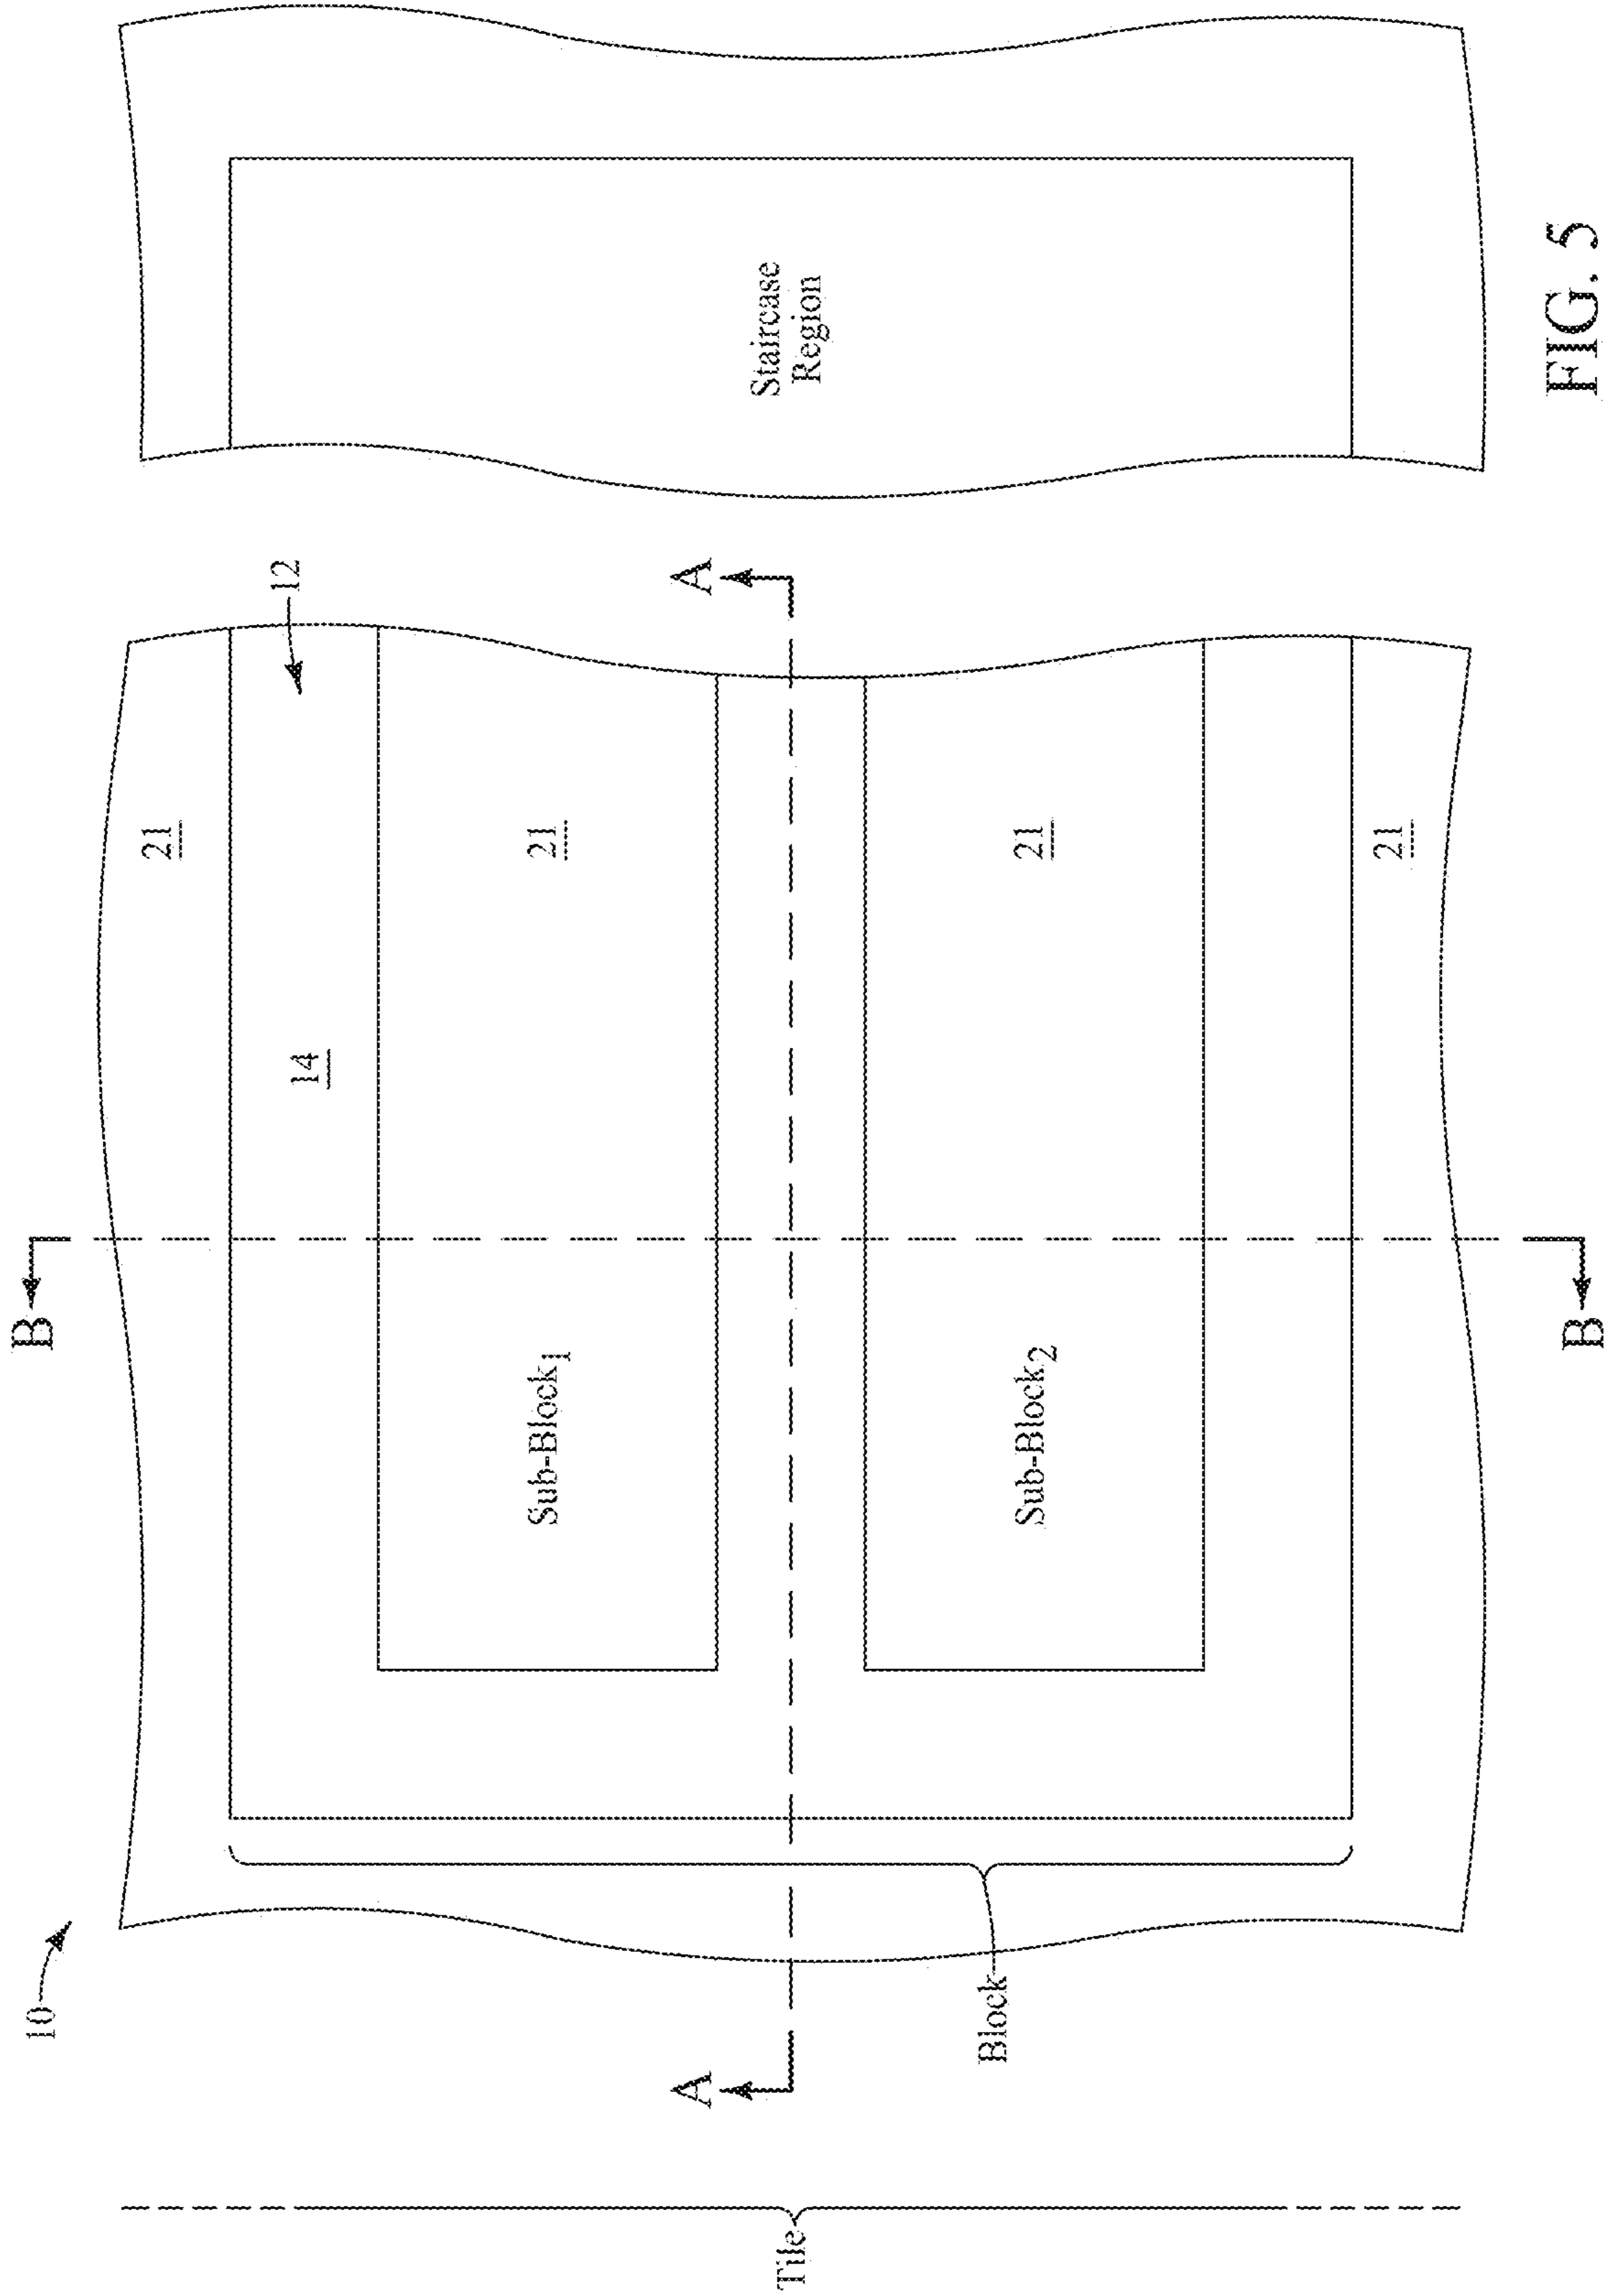 10
B
21
12
14
Sub-Block₁
21
A
A
Tile
Staircase
Region
Block
Sub-Block₂
21
21
B
FIG. 5